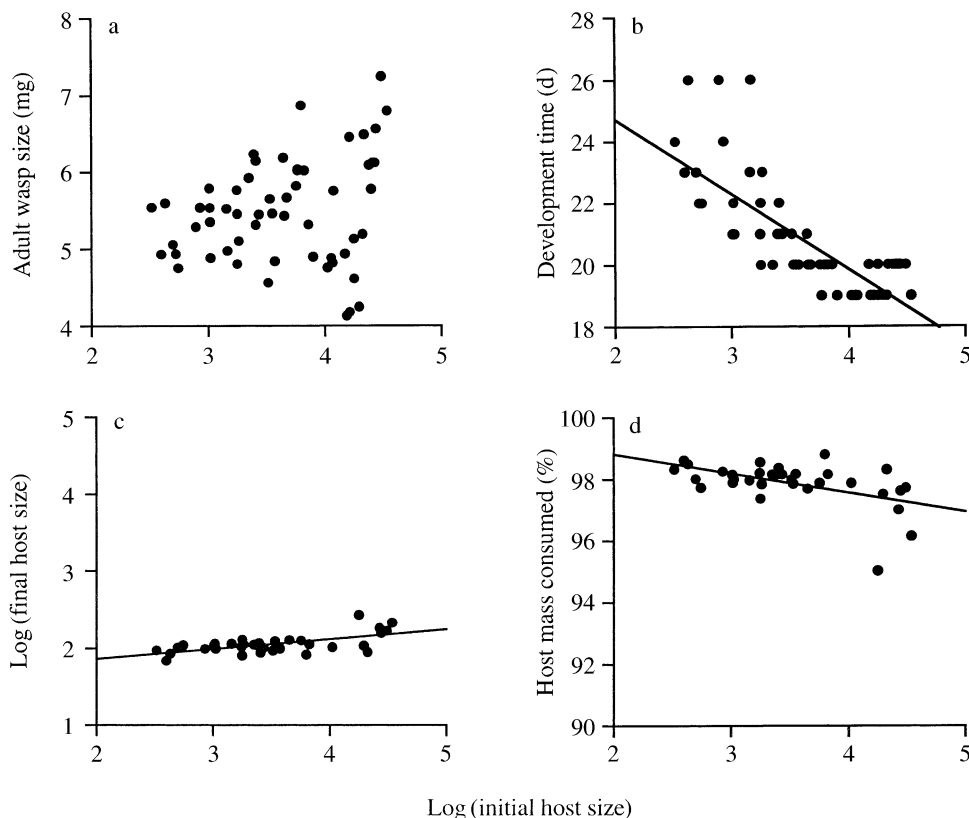 a
8
7
6
5
4
Adult wasp size (mg)
2 3 4 5
b
28
26
24
22
20
18
Development time (d)
2 3 4 5
c
5
4
3
2
1
Log (final host size)
2 3 4 5
d
100
98
96
94
92
90
Host mass consumed (%)
2 3 4 5
Log (initial host size)